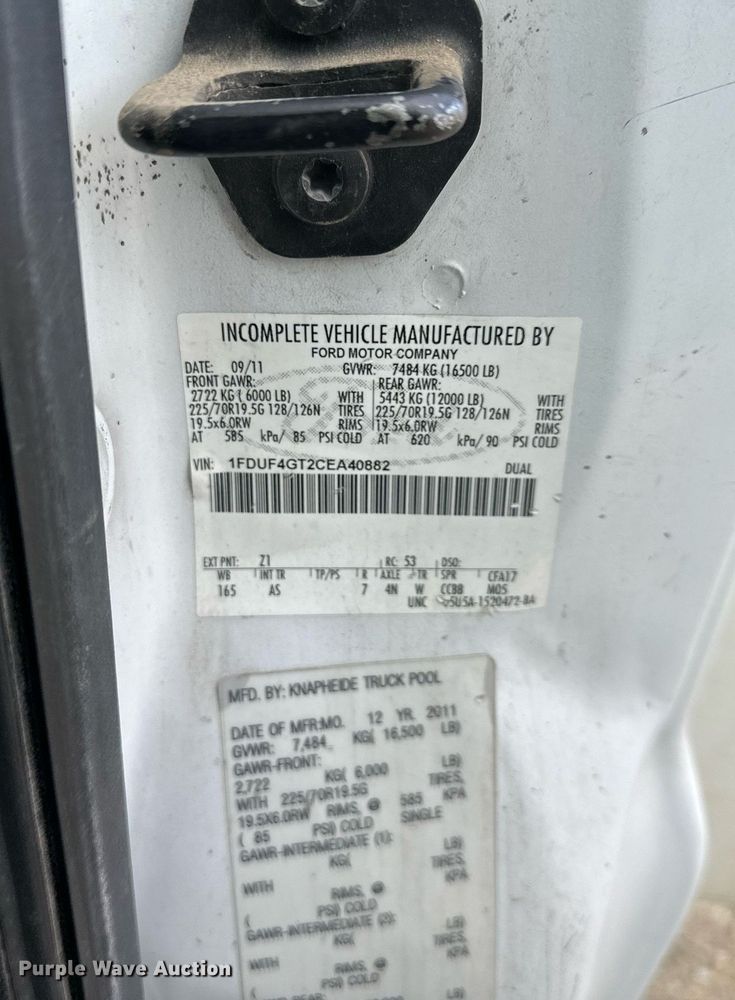 INCOMPLETE VEHICLE MANUFACTURED BY
FORD MOTOR COMPANY
DATE: 09/11 GVWR: 7484 KG (16500 LB)
FRONT GAWR: REAR GAWR:
2722 KG ( 6000 LB) WITH 5443 KG (12000 LB) WITH
225/70R19.5G 128/126N TIRES 225/70R19.5G 128/126N TIRES
19.5x6.0RW RIMS 19.5x6.0RW RIMS
AT 585 kPa/ 85 PSI COLD AT 620 kPa/ 90 PSI COLD
VIN: 1FDUF4GT2CEA40882 DUAL
EXT PNT: Z1 RC: 53 DSO:
WB INT TR TP/PS R AXLE TR SPR CFA17
165 AS 7 4N W CCBB MOS
UNC 5U5A-1520472-BA
MFD. BY: KNAPHEIDE TRUCK POOL
DATE OF MFR:MO. 12 YR. 2011
GVWR: 7,484 KG( 16,500 LB)
GAWR-FRONT:
2,722 KG( 6,000 LB)
WITH 225/70R19.5G TIRES,
19.5X6.0RW RIMS, @ 585 KPA
( 85 PSI) COLD SINGLE
GAWR-INTERMEDIATE (1):
KG( LB)
WITH TIRES,
RIMS, @ KPA
( PSI) COLD
GAWR-INTERMEDIATE (2):
KG( LB)
WITH TIRES,
RIMS, @ KPA
( PSI) COLD
Purple Wave Auction